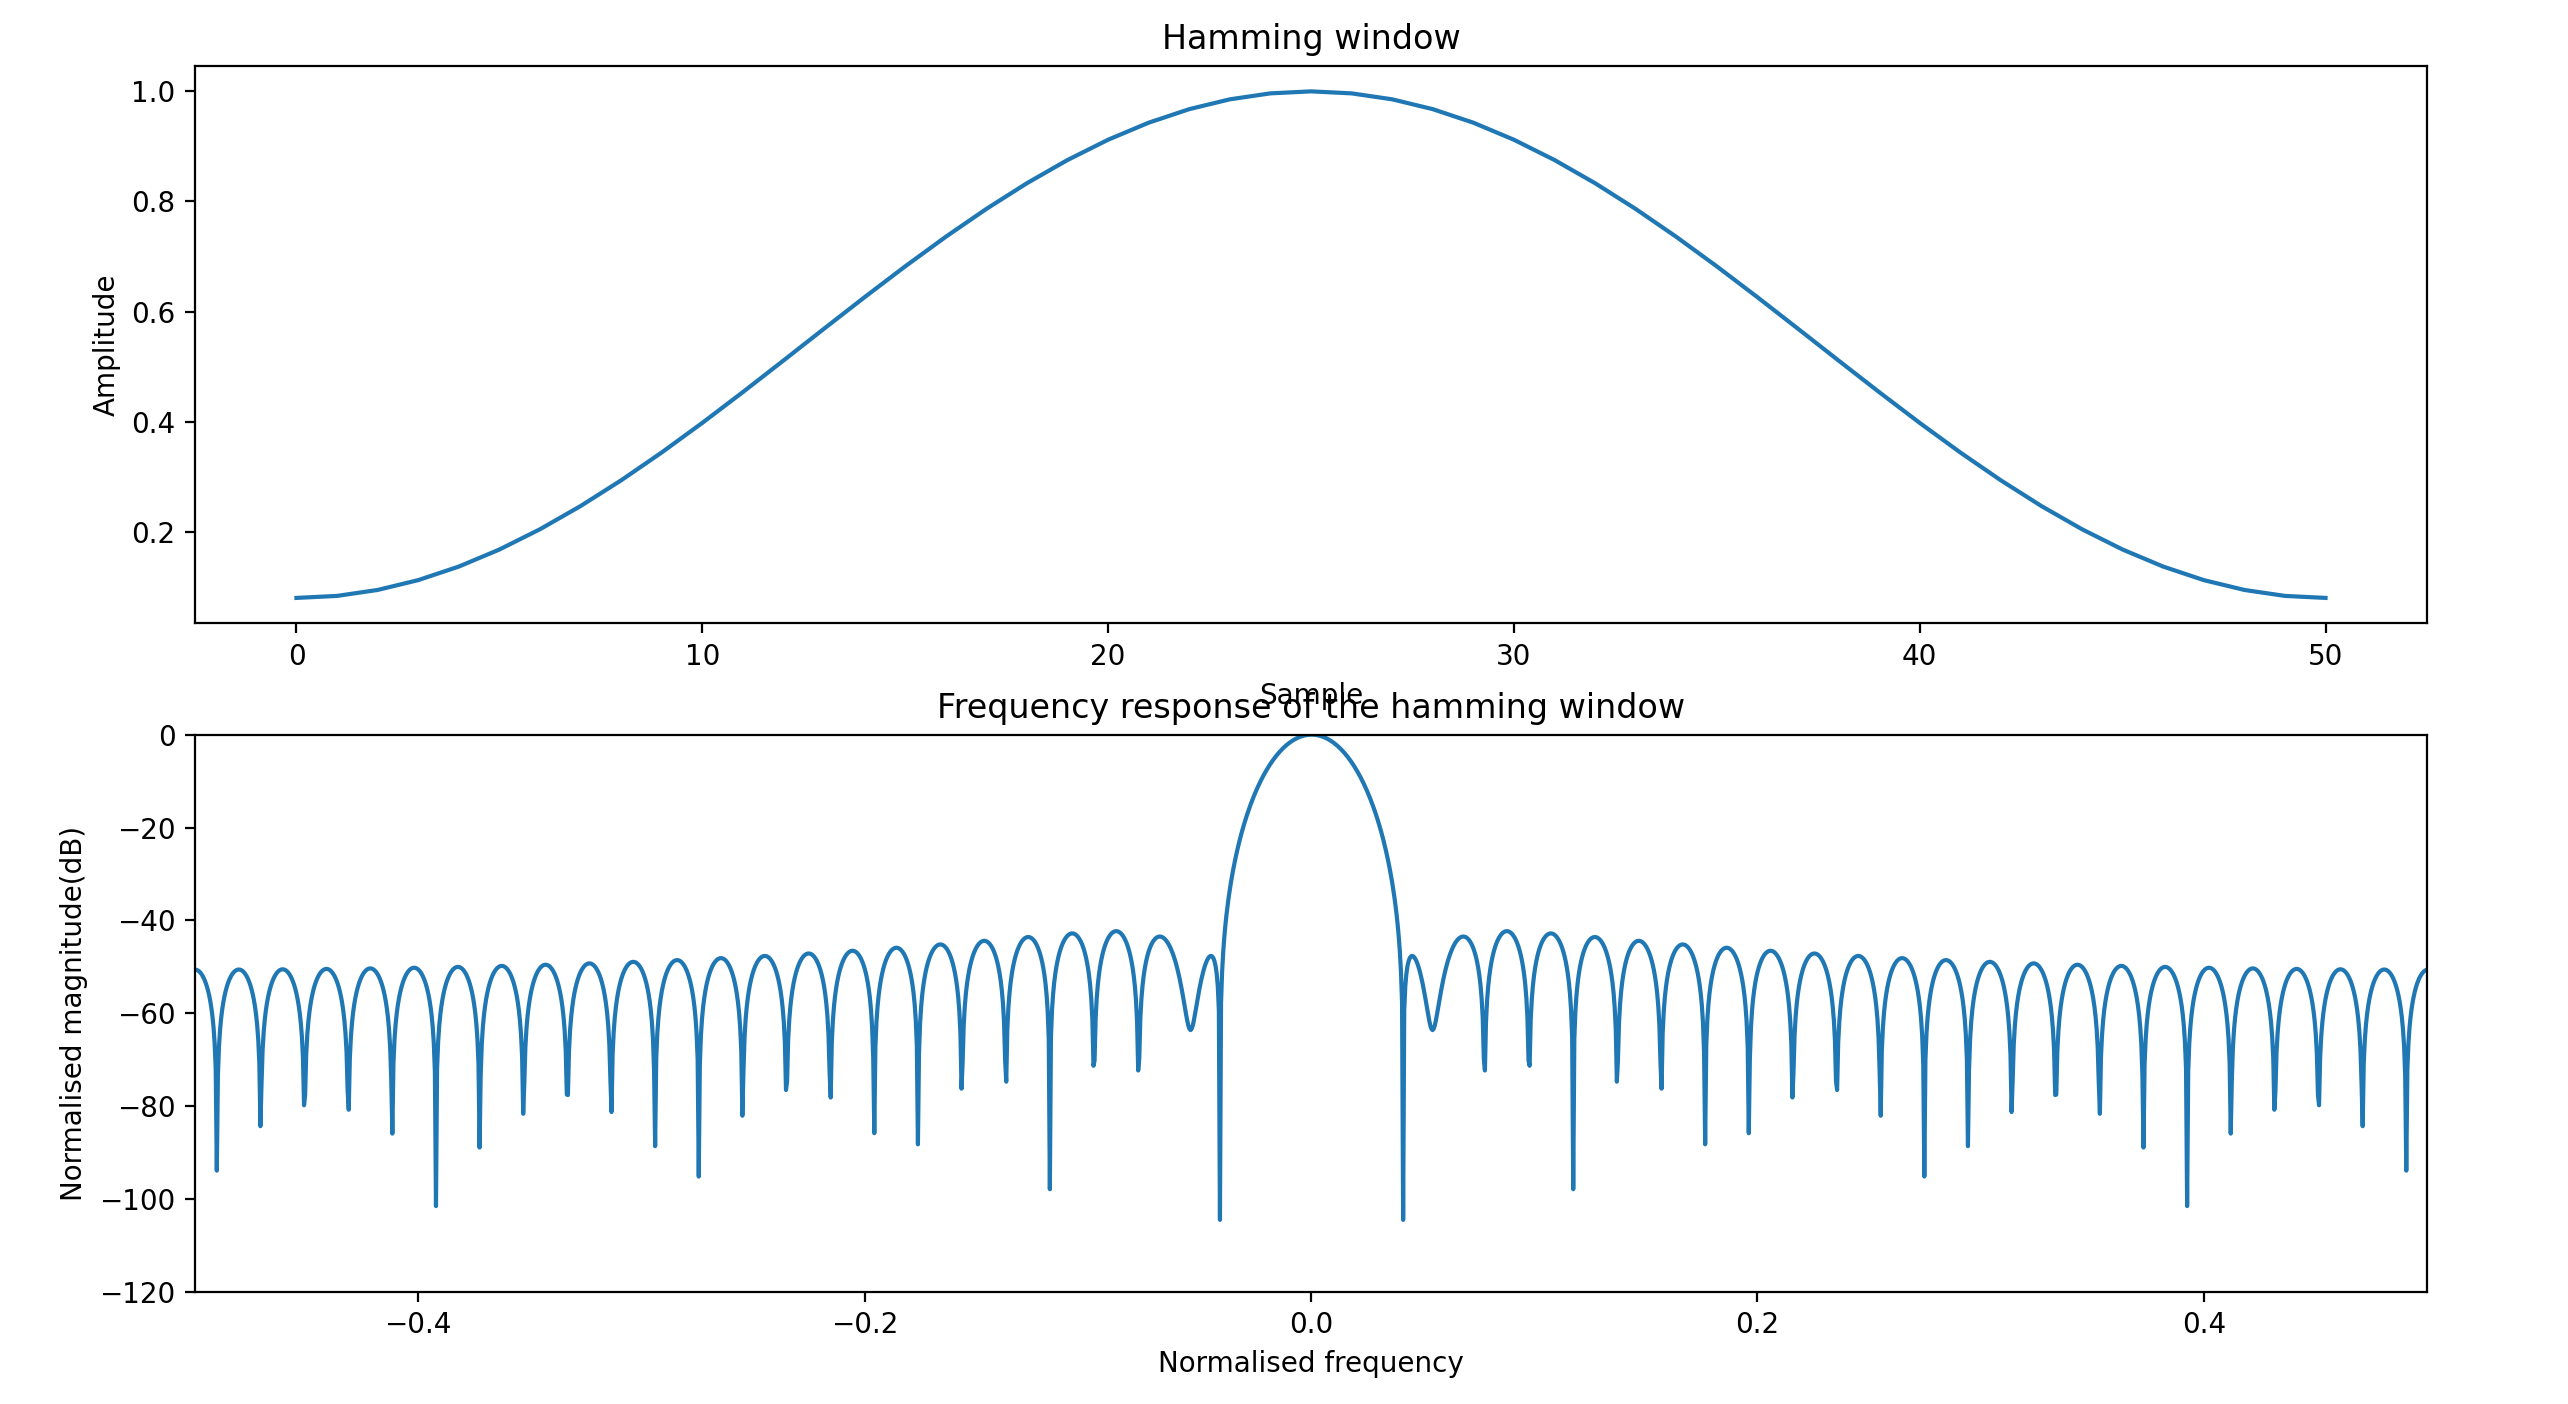 Hamming window
1.0
0.8
0.6
0.4
0.2
Amplitude
0 10 20 30 40 50
Sample
Frequency response of the hamming window
0
−20
−40
−60
−80
−100
−120
Normalised magnitude(dB)
−0.4 −0.2 0.0 0.2 0.4
Normalised frequency